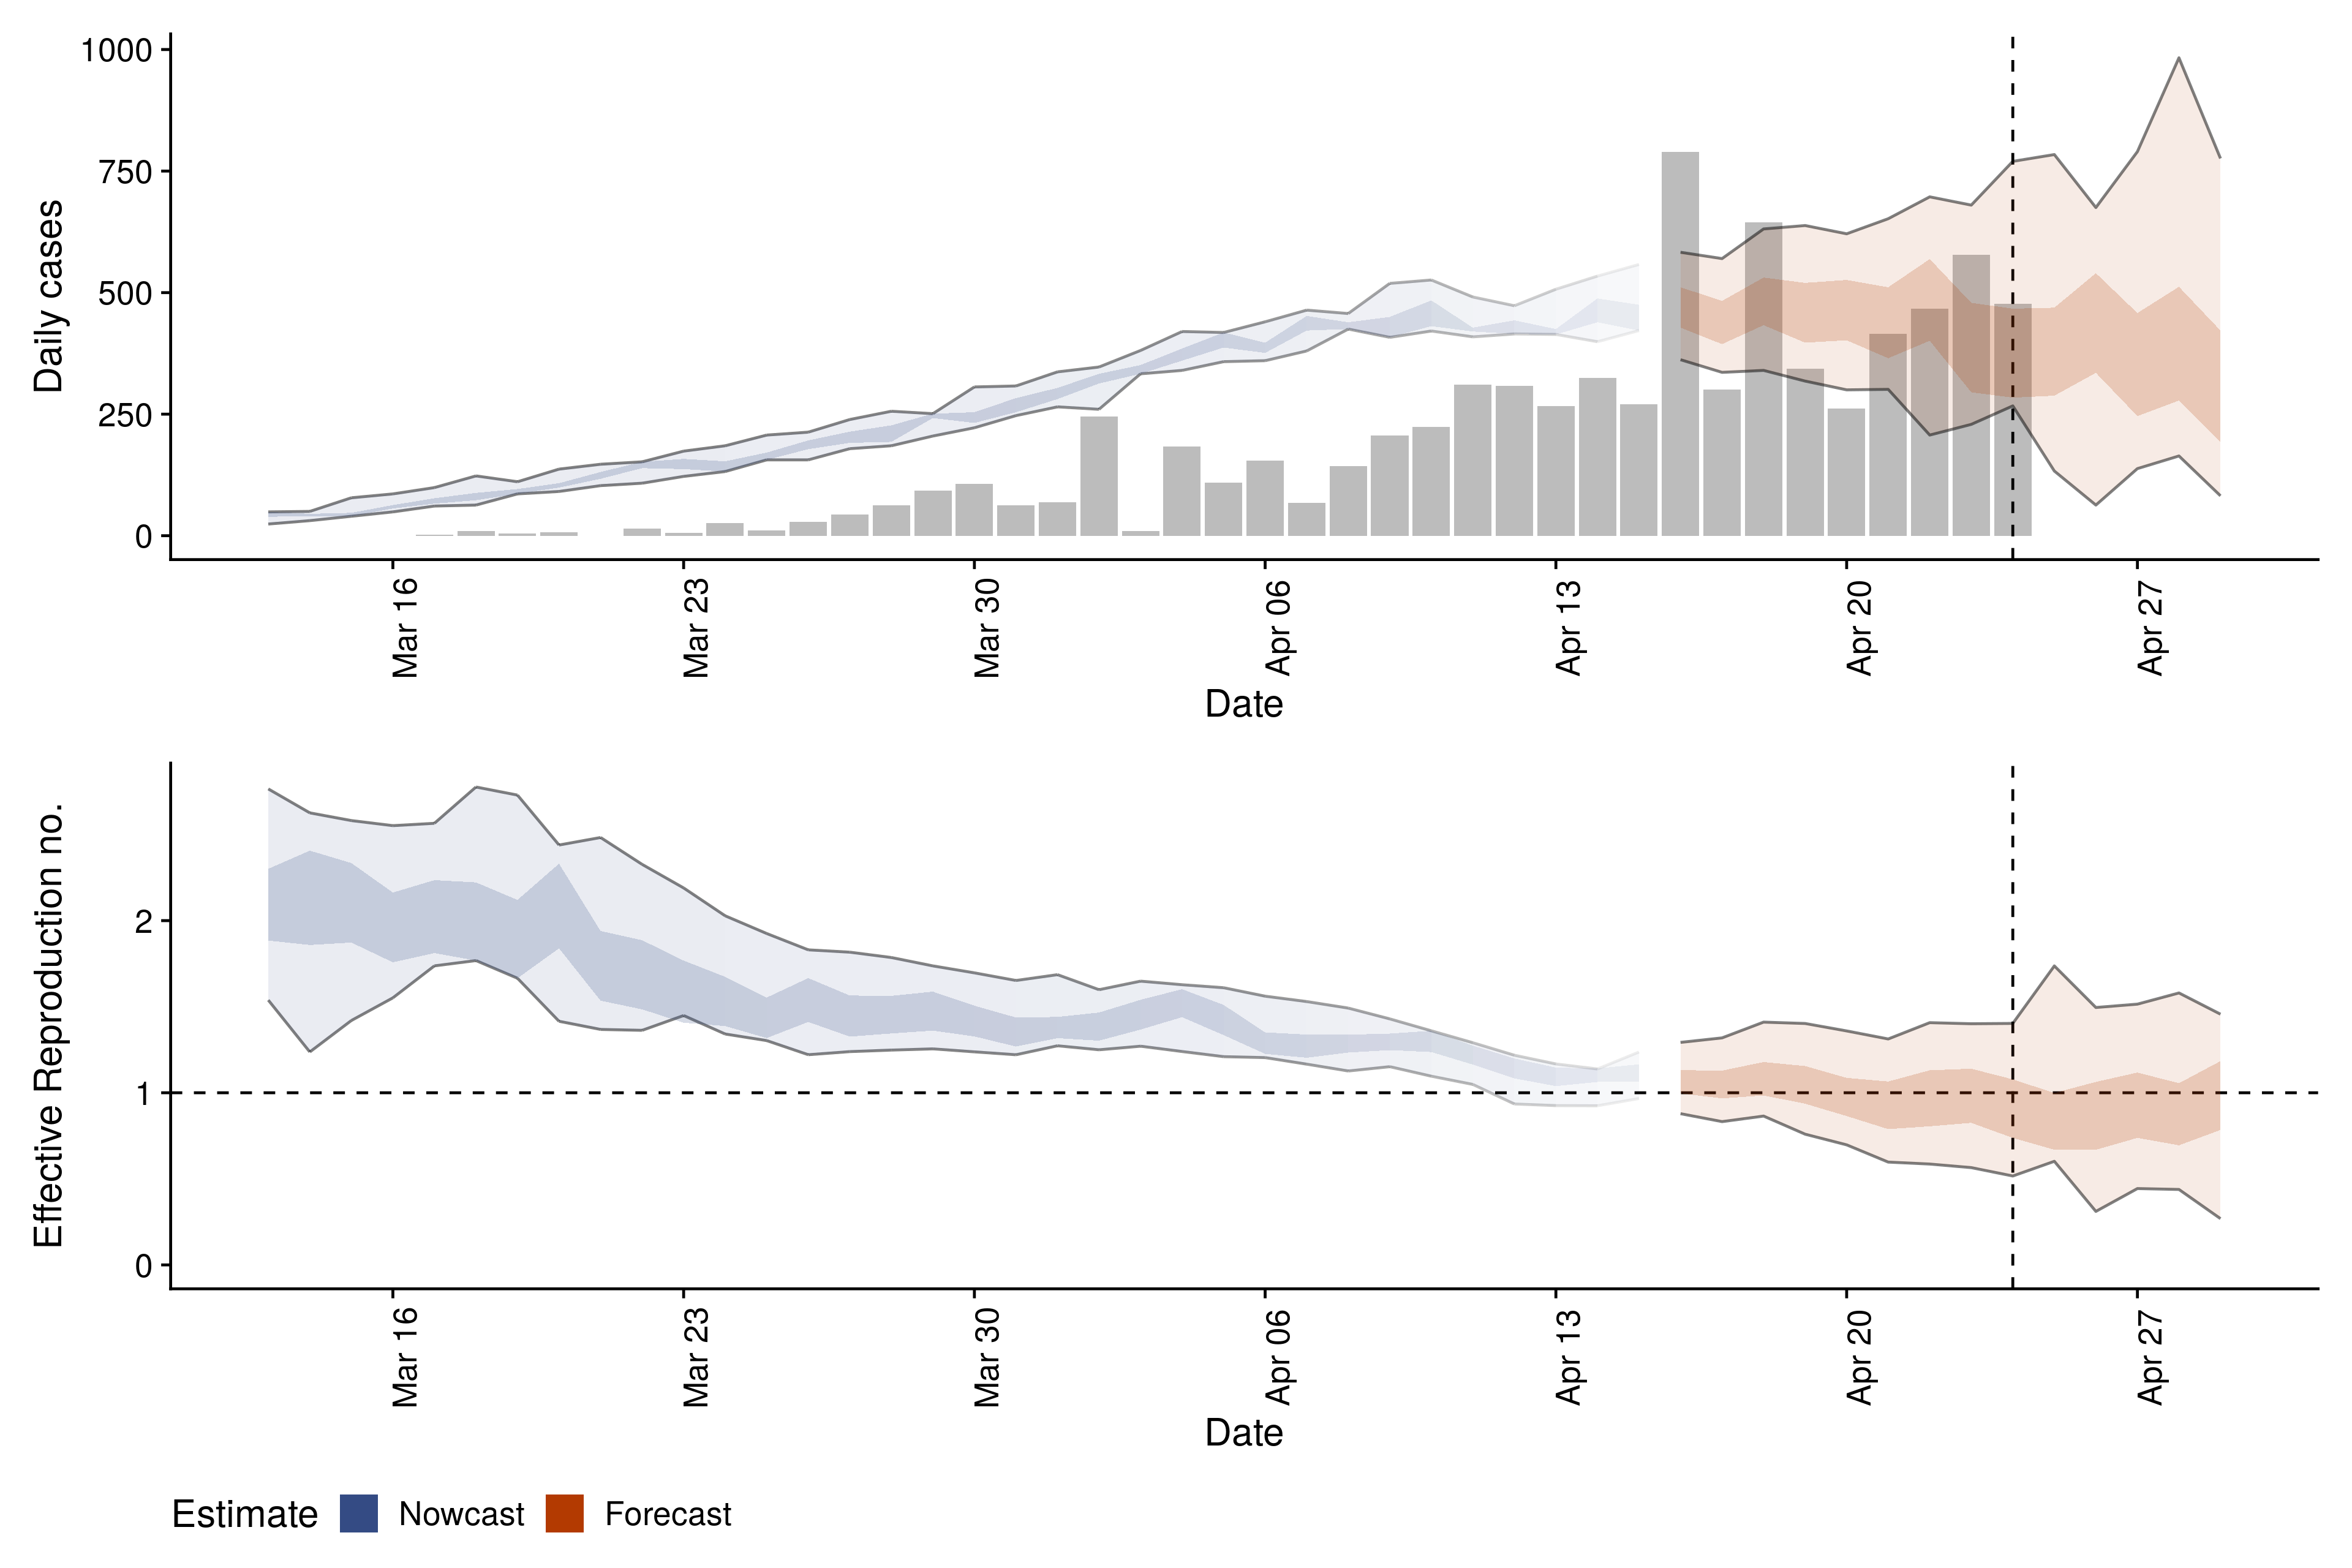 1000
750
500
250
0
Daily cases
Mar 16
Mar 23
Mar 30
Apr 06
Apr 13
Apr 20
Apr 27
Date
2
1
0
Effective Reproduction no.
Mar 16
Mar 23
Mar 30
Apr 06
Apr 13
Apr 20
Apr 27
Date
Estimate Nowcast Forecast